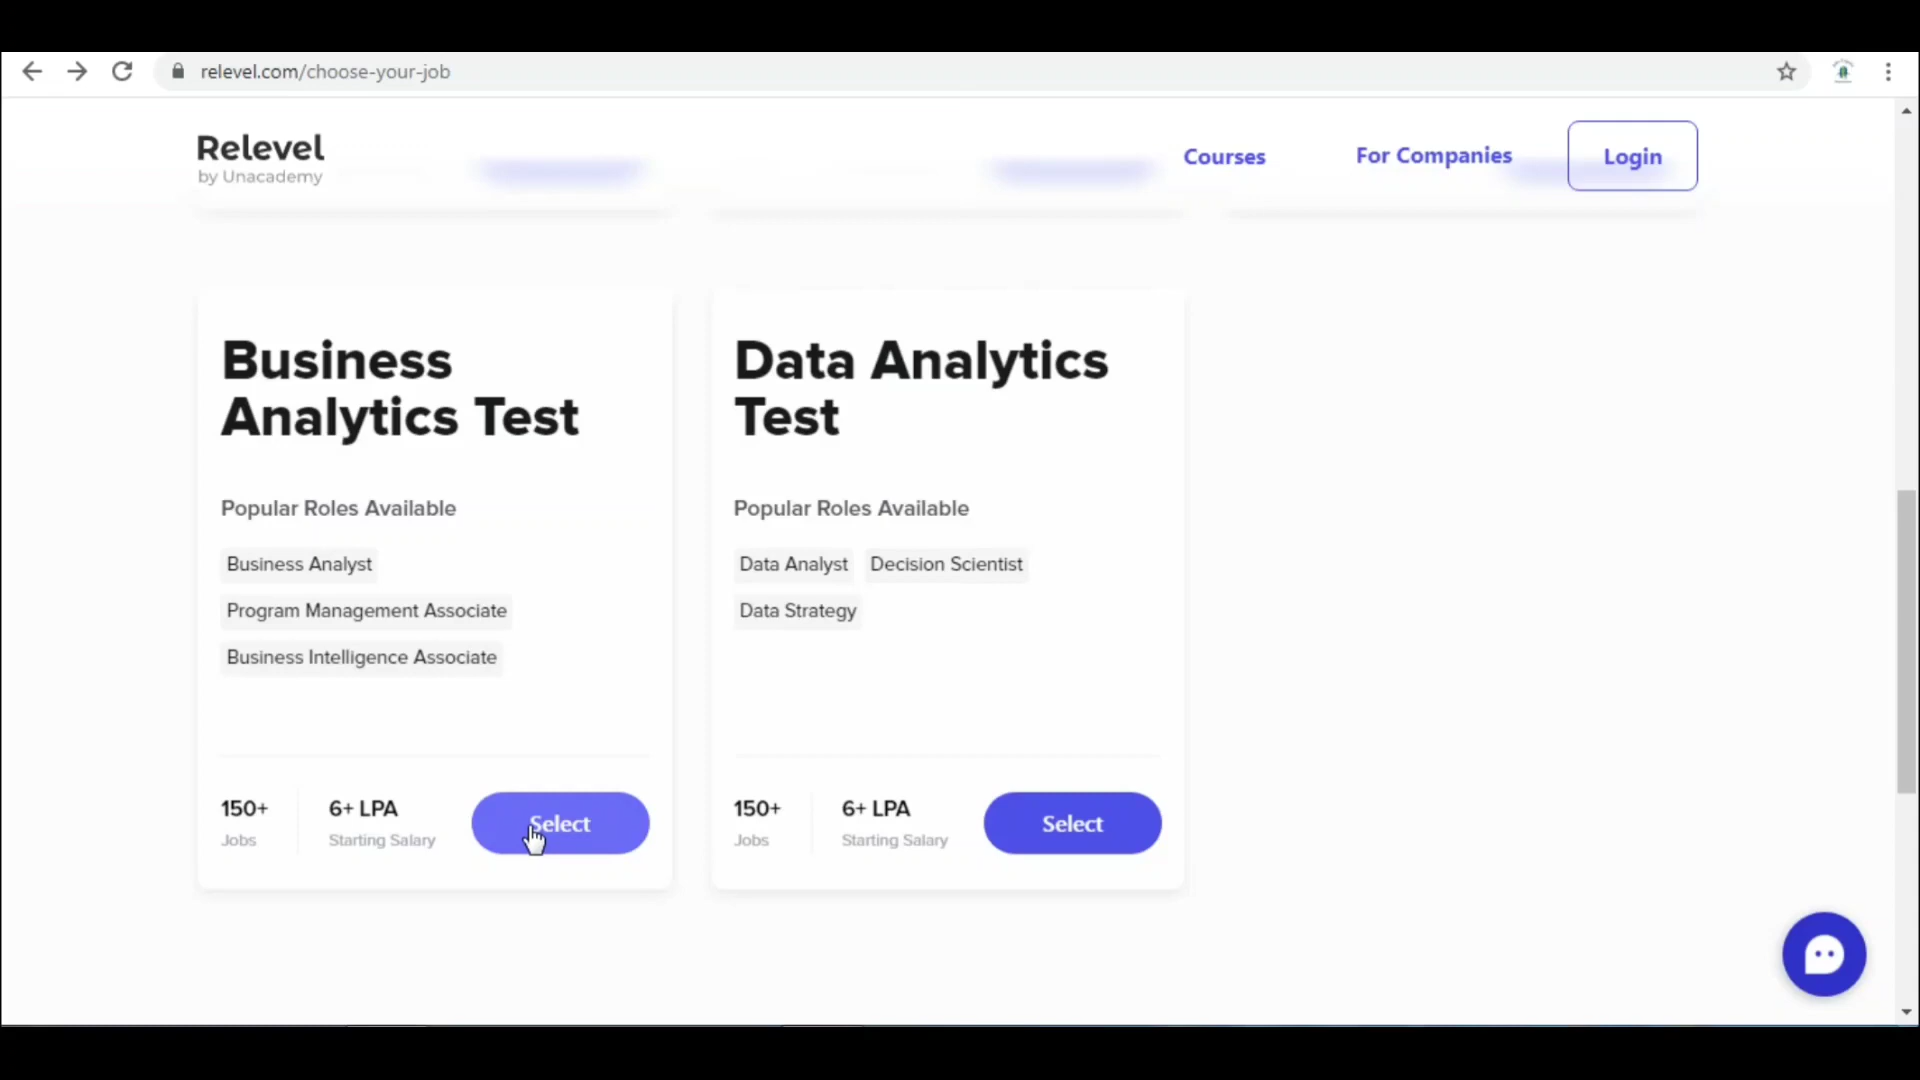 relevel.com/choose-your-job
Relevel
by Unacademy
Courses
For Companies
Login
Business
Analytics Test
Popular Roles Available
Business Analyst
Program Management Associate
Business Intelligence Associate
150+
Jobs
6+ LPA
Starting Salary
Select
Data Analytics
Test
Popular Roles Available
Data Analyst Decision Scientist
Data Strategy
150+
Jobs
6+ LPA
Starting Salary
Select